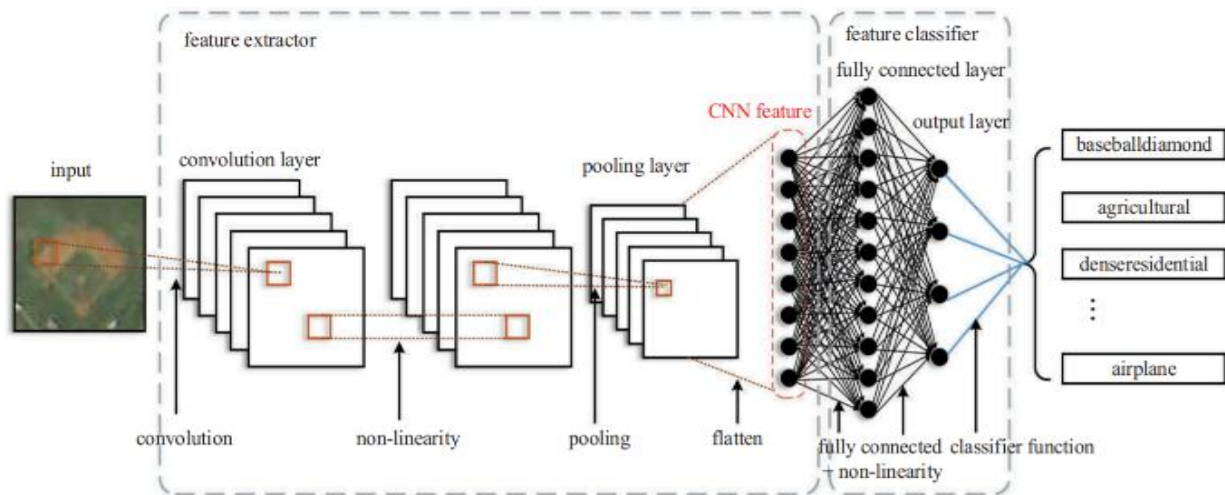 feature extractor
feature classifier
fully connected layer
CNN feature
output layer
input
convolution layer
pooling layer
baseballdiamond
agricultural
denseresidential
⋮
airplane
convolution
non-linearity
pooling
flatten
fully connected
+ non-linearity
classifier function